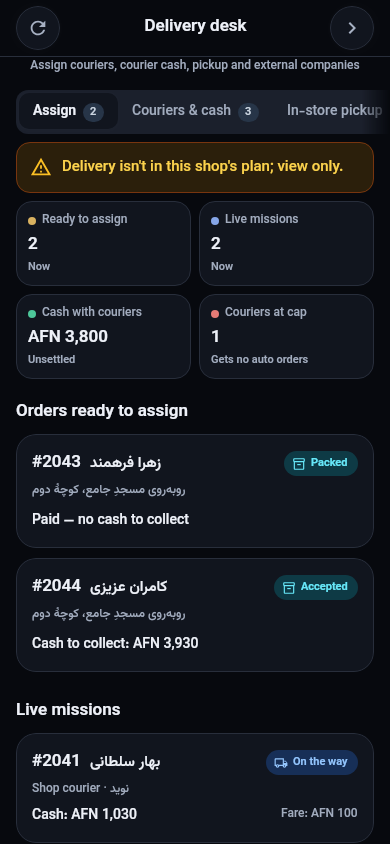 Delivery desk
Assign couriers, courier cash, pickup and external companies
Assign 2 Couriers & cash 3 In-store pickup
Delivery isn't in this shop's plan; view only.
Ready to assign
2
Now
Live missions
2
Now
Cash with couriers
AFN 3,800
Unsettled
Couriers at cap
1
Gets no auto orders
Orders ready to assign
#2043 زهرا فرهمند Packed
روبه‌روی مسجدِ جامع، کوچهٔ دوم
Paid — no cash to collect
#2044 کامران عزیزی Accepted
روبه‌روی مسجدِ جامع، کوچهٔ دوم
Cash to collect: AFN 3,930
Live missions
#2041 بهار سلطانی On the way
Shop courier · نوید
Cash: AFN 1,030 Fare: AFN 100